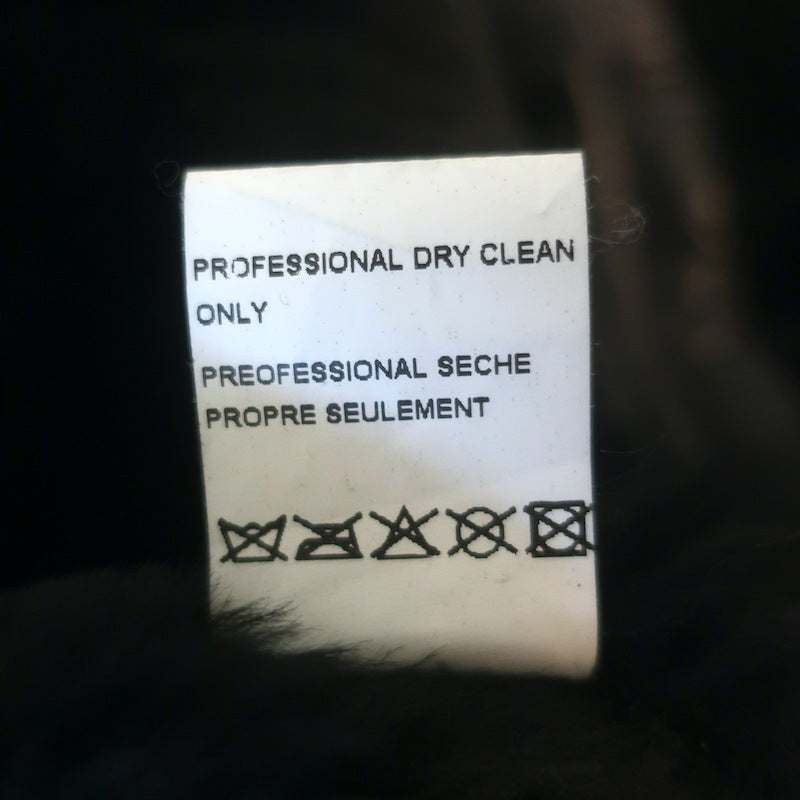 PROFESSIONAL DRY CLEAN
ONLY
PREOFESSIONAL SECHE
PROPRE SEULEMENT